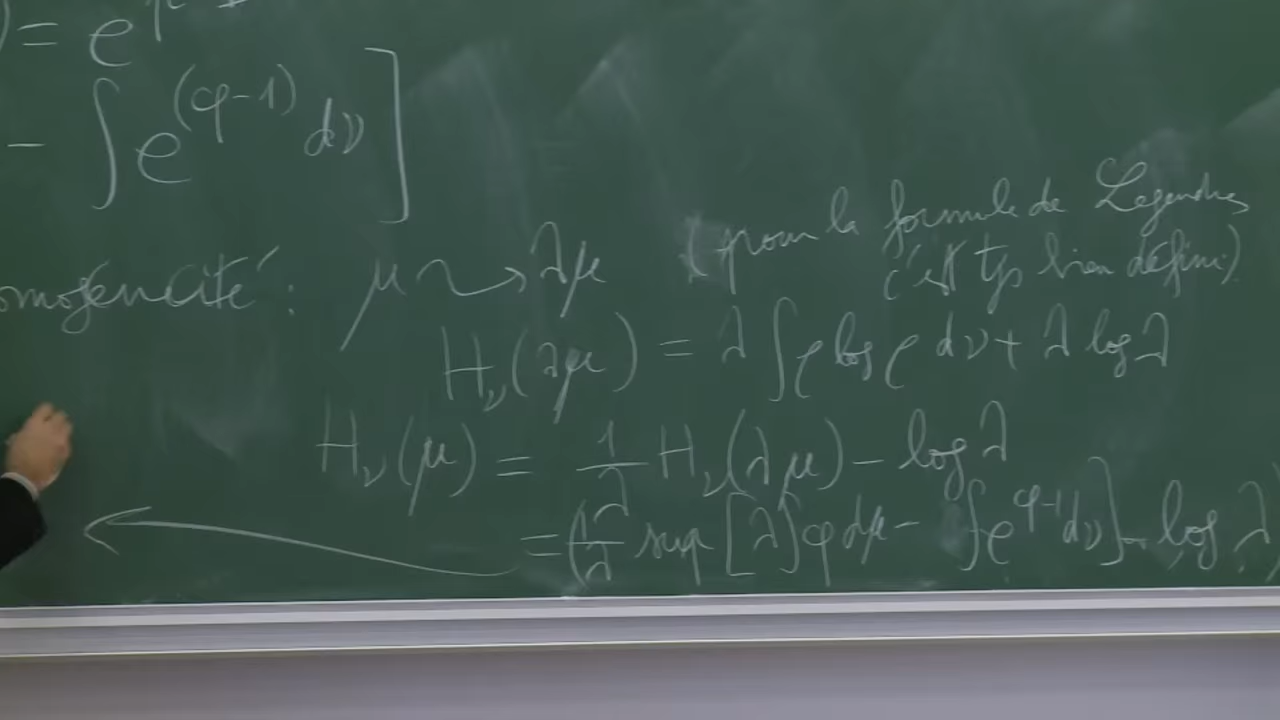 ) = e
- ∫ e^(φ-1) dν ]
omogénéité : μ ⤳ λμ (pour la formule de Legendre,
c'est tjs bien défini)
H_ν(λμ) = λ ∫ρ log ρ dν + λ log λ
H_ν(μ) = 1/λ H_ν(λμ) - log λ
= (1/λ sup [λ∫φ dμ - ∫e^(φ-1) dν] - log λ)